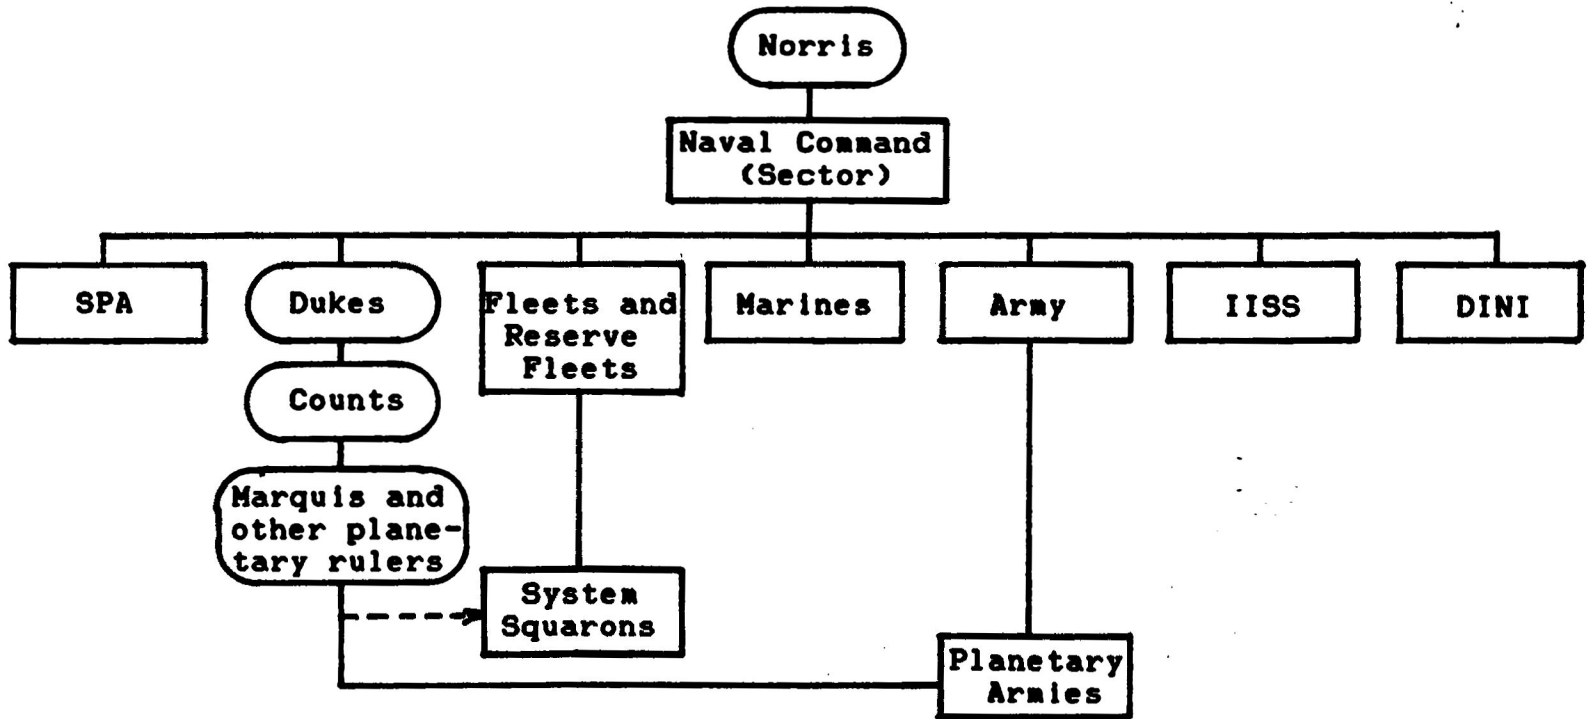 Norris
Naval Command
(Sector)
SPA
Dukes
Fleets and
Reserve
Fleets
Marines
Army
IISS
DINI
Counts
Marquis and
other plane-
tary rulers
System
Squarons
Planetary
Armies